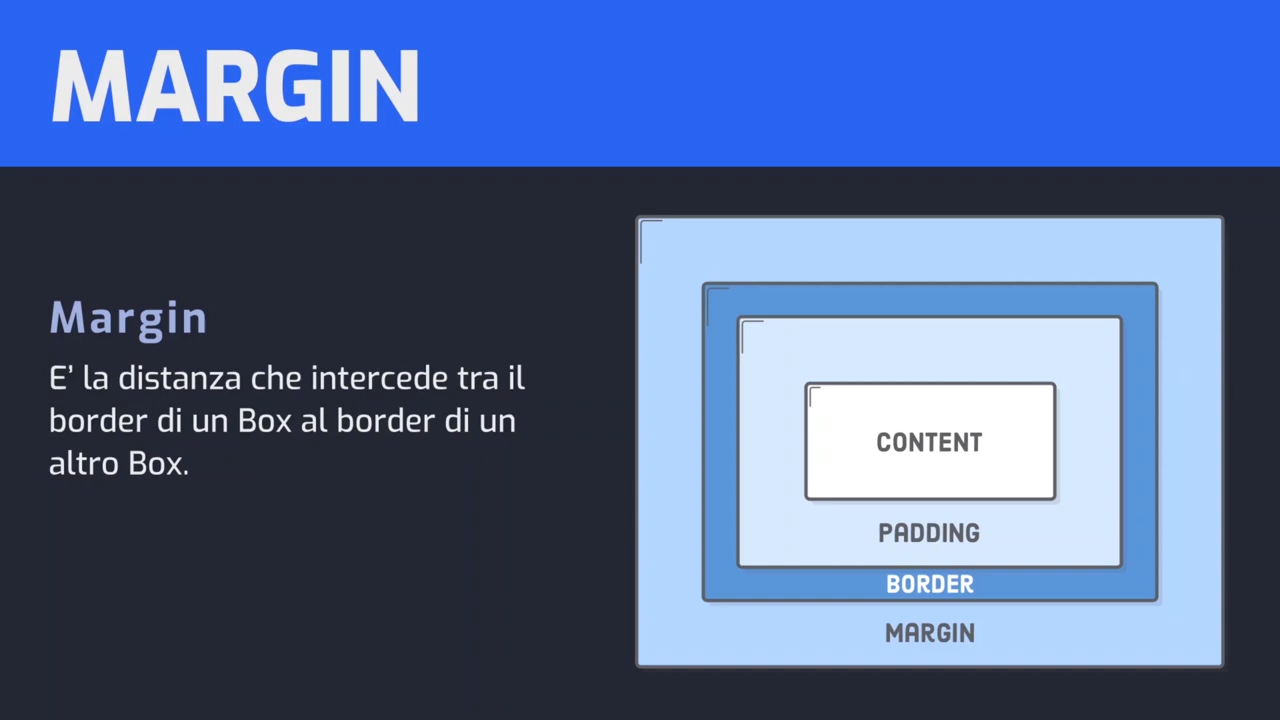 MARGIN
Margin
E’ la distanza che intercede tra il
border di un Box al border di un
altro Box.
CONTENT
PADDING
BORDER
MARGIN